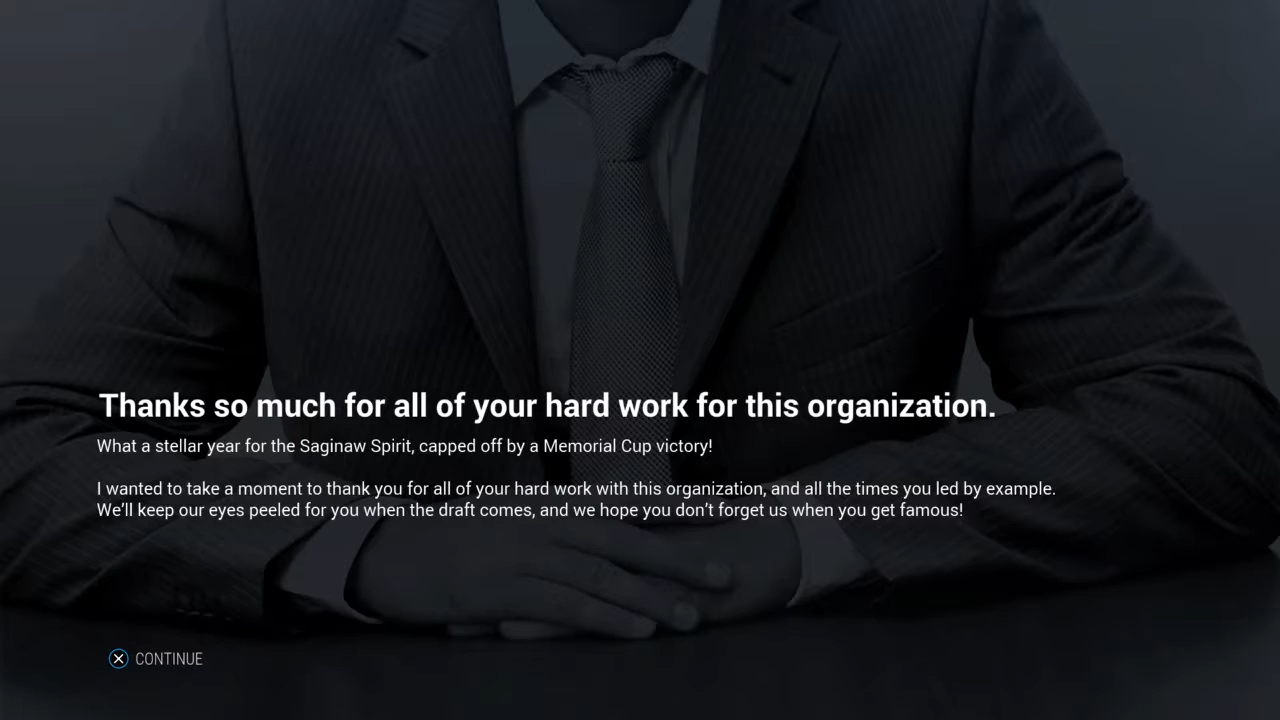 Thanks so much for all of your hard work for this organization.
What a stellar year for the Saginaw Spirit, capped off by a Memorial Cup victory!
I wanted to take a moment to thank you for all of your hard work with this organization, and all the times you led by example.
We’ll keep our eyes peeled for you when the draft comes, and we hope you don’t forget us when you get famous!
CONTINUE